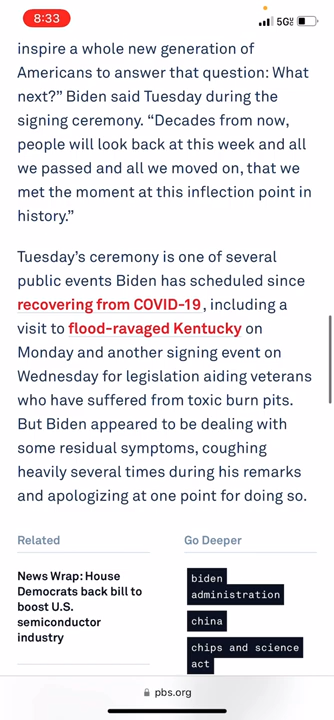 8:33
5GE
inspire a whole new generation of
Americans to answer that question: What
next?” Biden said Tuesday during the
signing ceremony. “Decades from now,
people will look back at this week and all
we passed and all we moved on, that we
met the moment at this inflection point in
history.”
Tuesday’s ceremony is one of several
public events Biden has scheduled since
recovering from COVID-19, including a
visit to flood-ravaged Kentucky on
Monday and another signing event on
Wednesday for legislation aiding veterans
who have suffered from toxic burn pits.
But Biden appeared to be dealing with
some residual symptoms, coughing
heavily several times during his remarks
and apologizing at one point for doing so.
Related
News Wrap: House
Democrats back bill to
boost U.S.
semiconductor
industry
Go Deeper
biden
administration
china
chips and science
act
pbs.org